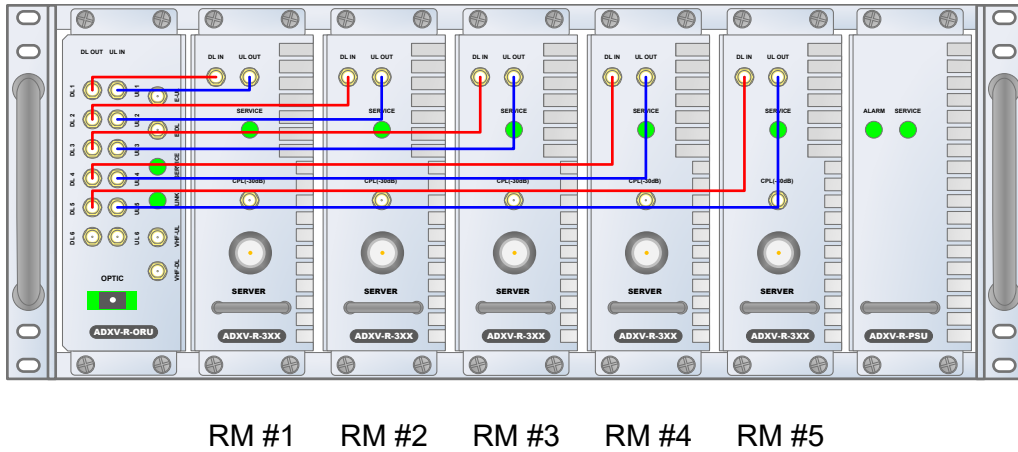 DL OUT UL IN
DL 1
UL 1
DL 2
UL 2
DL 3
UL 3
DL 4
UL 4
DL 5
UL 5
DL 6
UL 6
E-UL
E-DL
SERVICE
LINK
VHF-UL
VHF-DL
OPTIC
ADXV-R-ORU
DL IN UL OUT
SERVICE
CPL(-30dB)
SERVER
ADXV-R-3XX
DL IN UL OUT
SERVICE
CPL(-30dB)
SERVER
ADXV-R-3XX
DL IN UL OUT
SERVICE
CPL(-30dB)
SERVER
ADXV-R-3XX
DL IN UL OUT
SERVICE
CPL(-30dB)
SERVER
ADXV-R-3XX
DL IN UL OUT
SERVICE
CPL(-30dB)
SERVER
ADXV-R-3XX
ALARM SERVICE
ADXV-R-PSU
RM #1 RM #2 RM #3 RM #4 RM #5